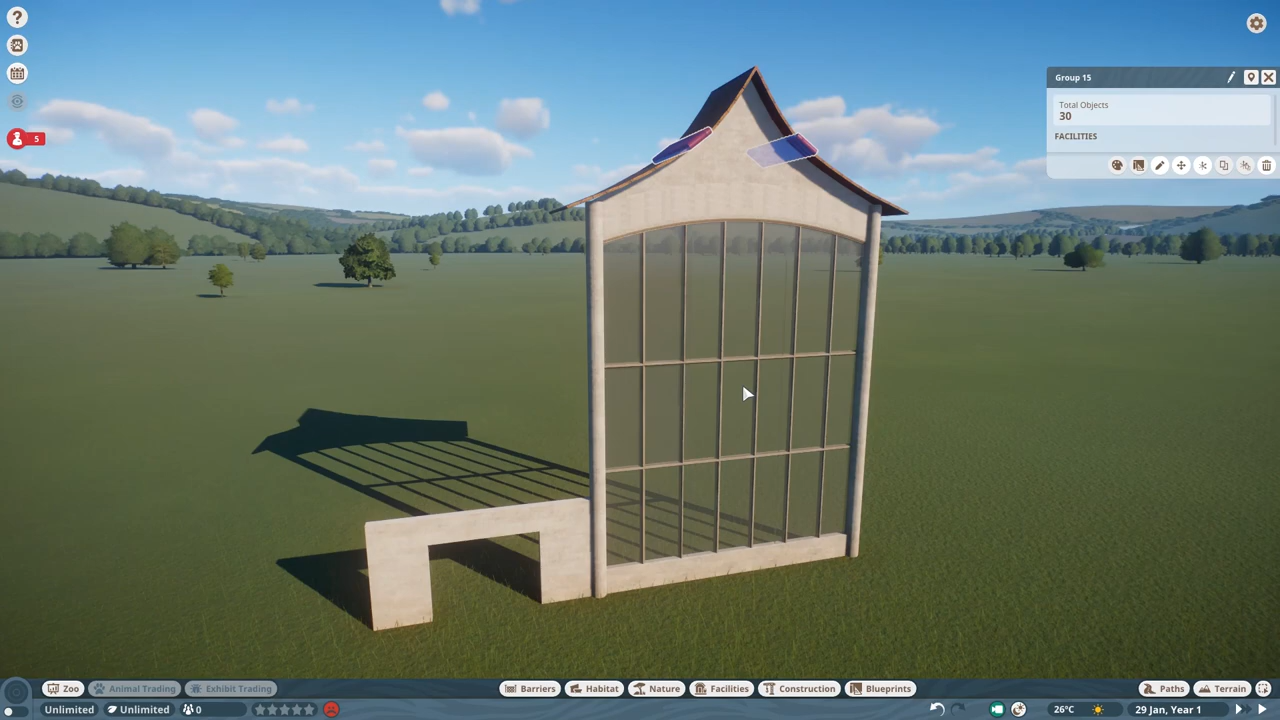 ?
5
Group 15
Total Objects
30
FACILITIES
Zoo
Animal Trading
Exhibit Trading
Barriers
Habitat
Nature
Facilities
Construction
Blueprints
Paths
Terrain
Unlimited
Unlimited
0
26°C
29 Jan, Year 1